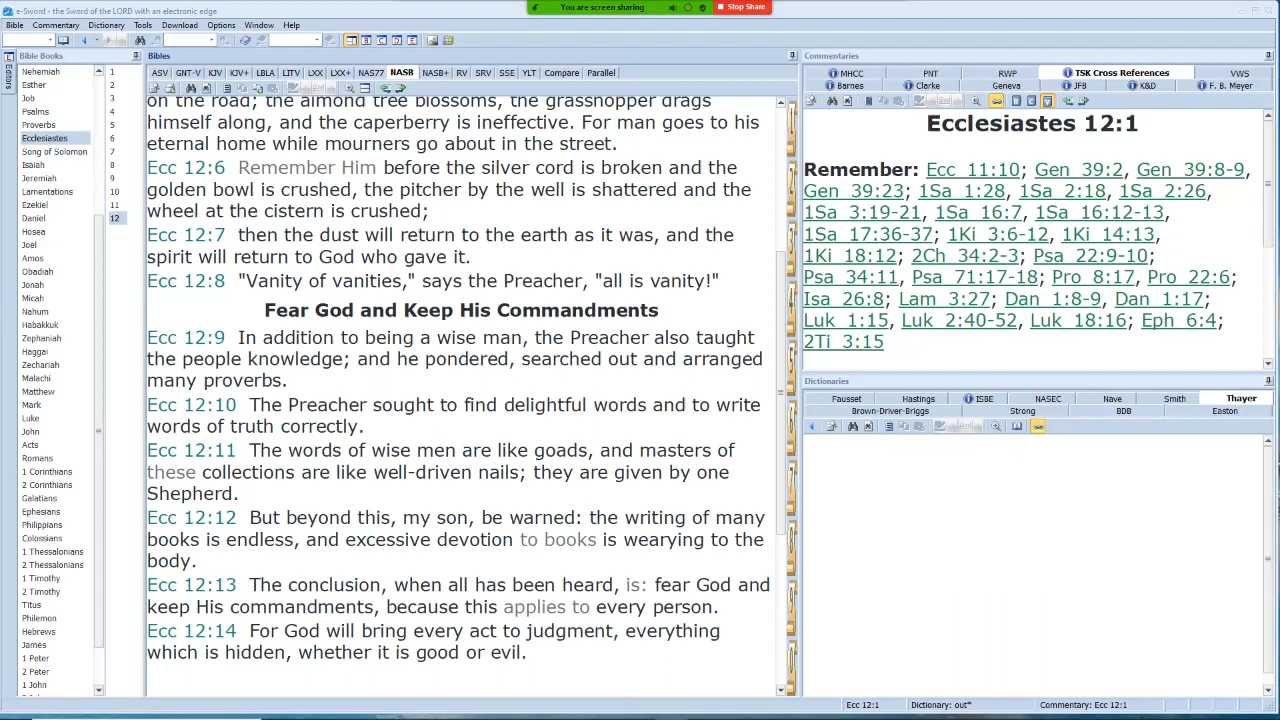 e-Sword - the Sword of the LORD with an electronic edge
You are screen sharing
Stop Share
Bible Commentary Dictionary Tools Download Options Window Help
B C D E
Editors
Bible Books
Nehemiah
Esther
Job
Psalms
Proverbs
Ecclesiastes
Song of Solomon
Isaiah
Jeremiah
Lamentations
Ezekiel
Daniel
Hosea
Joel
Amos
Obadiah
Jonah
Micah
Nahum
Habakkuk
Zephaniah
Haggai
Zechariah
Malachi
Matthew
Mark
Luke
John
Acts
Romans
1 Corinthians
2 Corinthians
Galatians
Ephesians
Philippians
Colossians
1 Thessalonians
2 Thessalonians
1 Timothy
2 Timothy
Titus
Philemon
Hebrews
James
1 Peter
2 Peter
1 John
1
2
3
4
5
6
7
8
9
10
11
12
Bibles
ASV GNT-V KJV KJV+ LBLA LITV LXX LXX+ NAS77 NASB NASB+ RV SRV SSE YLT Compare Parallel
on the road; the almond tree blossoms, the grasshopper drags
himself along, and the caperberry is ineffective. For man goes to his
eternal home while mourners go about in the street.
Ecc 12:6 Remember Him before the silver cord is broken and the
golden bowl is crushed, the pitcher by the well is shattered and the
wheel at the cistern is crushed;
Ecc 12:7 then the dust will return to the earth as it was, and the
spirit will return to God who gave it.
Ecc 12:8 "Vanity of vanities," says the Preacher, "all is vanity!"
Fear God and Keep His Commandments
Ecc 12:9 In addition to being a wise man, the Preacher also taught
the people knowledge; and he pondered, searched out and arranged
many proverbs.
Ecc 12:10 The Preacher sought to find delightful words and to write
words of truth correctly.
Ecc 12:11 The words of wise men are like goads, and masters of
these collections are like well-driven nails; they are given by one
Shepherd.
Ecc 12:12 But beyond this, my son, be warned: the writing of many
books is endless, and excessive devotion to books is wearying to the
body.
Ecc 12:13 The conclusion, when all has been heard, is: fear God and
keep His commandments, because this applies to every person.
Ecc 12:14 For God will bring every act to judgment, everything
which is hidden, whether it is good or evil.
Commentaries
MHCC PNT RWP TSK Cross References VWS
Barnes Clarke Geneva JFB K&D F. B. Meyer
Ecclesiastes 12:1
Remember: Ecc 11:10; Gen 39:2, Gen 39:8-9,
Gen 39:23; 1Sa 1:28, 1Sa 2:18, 1Sa 2:26,
1Sa 3:19-21, 1Sa 16:7, 1Sa 16:12-13,
1Sa 17:36-37; 1Ki 3:6-12, 1Ki 14:13,
1Ki 18:12; 2Ch 34:2-3; Psa 22:9-10;
Psa 34:11, Psa 71:17-18; Pro 8:17, Pro 22:6;
Isa 26:8; Lam 3:27; Dan 1:8-9, Dan 1:17;
Luk 1:15, Luk 2:40-52, Luk 18:16; Eph 6:4;
2Ti 3:15
Dictionaries
Fausset Hastings ISBE NASEC Nave Smith Thayer
Brown-Driver-Briggs Strong BDB Easton
Ecc 12:1 Dictionary: out* Commentary: Ecc 12:1